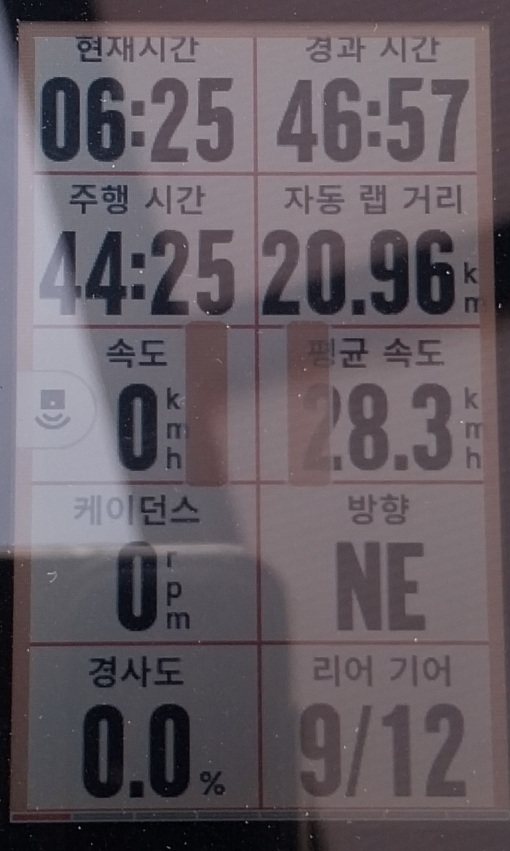 현재시간 경과 시간
06:25 46:57
주행 시간 자동 랩 거리
44:25 20.96 km
속도 평균 속도
0 kmh 28.3 kmh
케이던스 방향
0 rpm NE
경사도 리어 기어
0.0 % 9/12